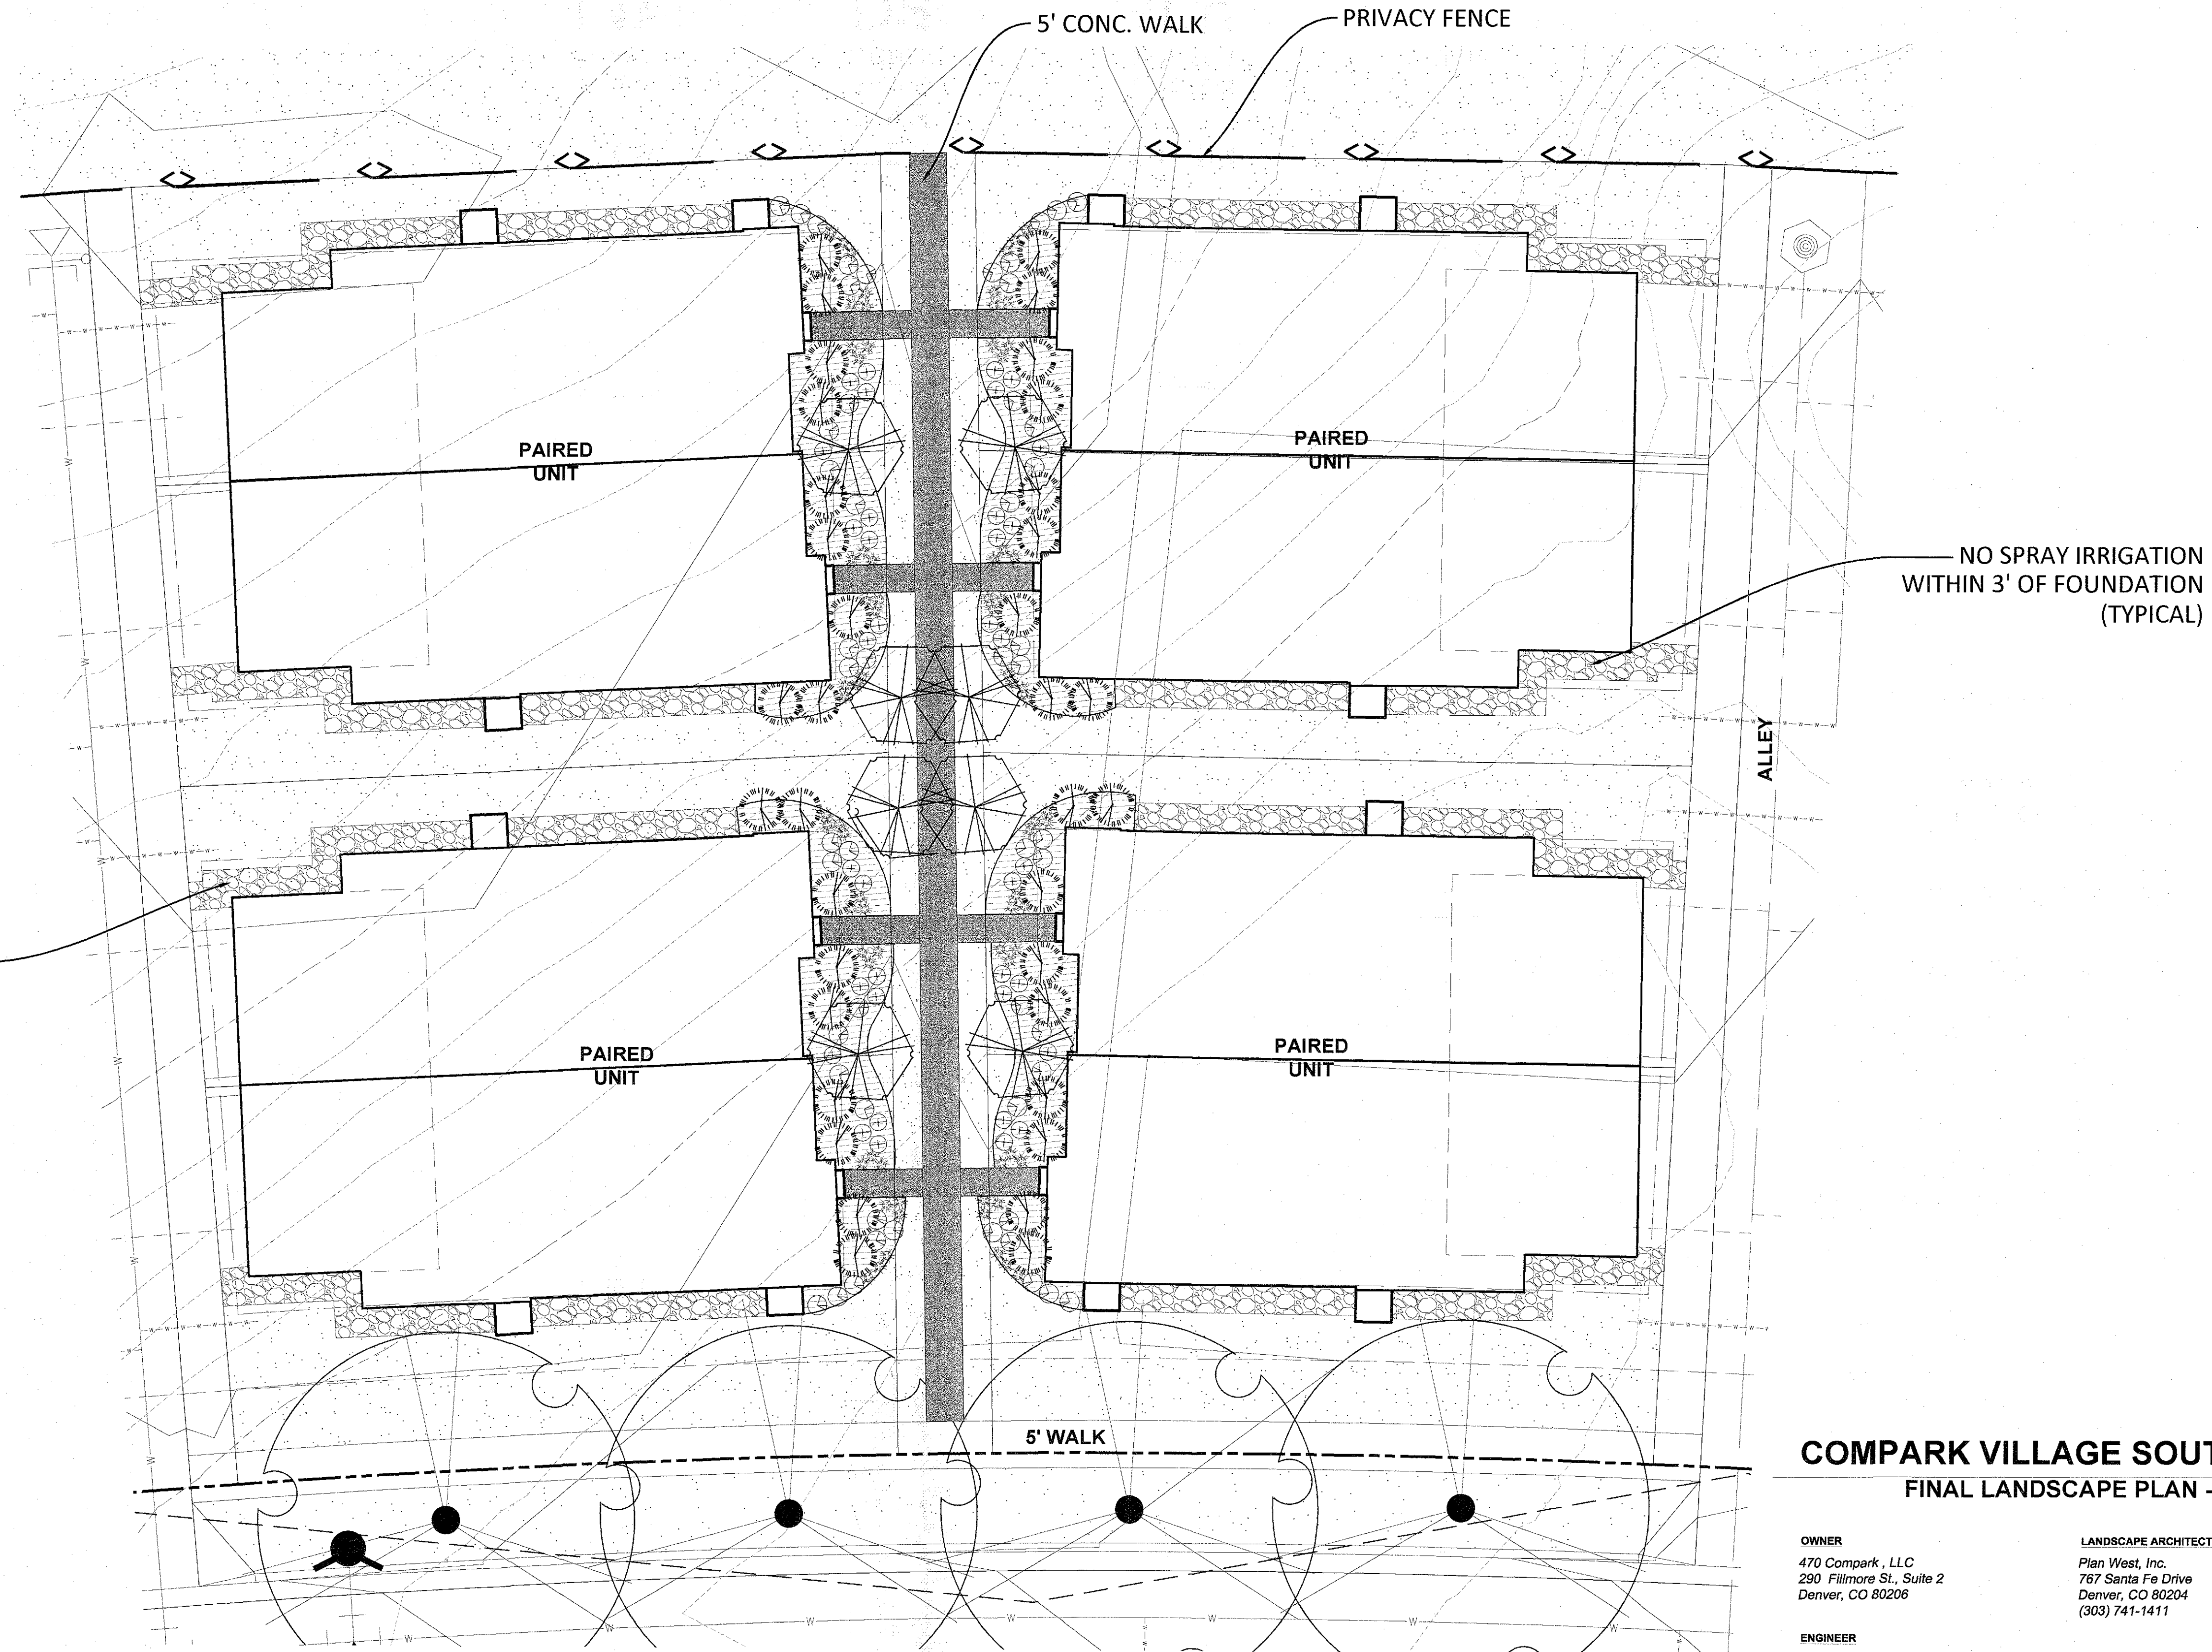 5' CONC. WALK
PRIVACY FENCE
PAIRED
UNIT
PAIRED
UNIT
NO SPRAY IRRIGATION
WITHIN 3' OF FOUNDATION
(TYPICAL)
ALLEY
PAIRED
UNIT
PAIRED
UNIT
5' WALK
COMPARK VILLAGE SOUT
FINAL LANDSCAPE PLAN -
OWNER
470 Compark , LLC
290 Fillmore St., Suite 2
Denver, CO 80206
LANDSCAPE ARCHITECT
Plan West, Inc.
767 Santa Fe Drive
Denver, CO 80204
(303) 741-1411
ENGINEER
W
W
W
W
W